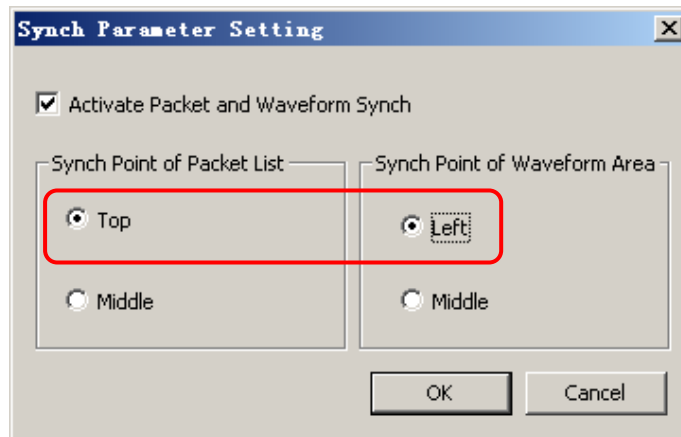 Synch Parameter Setting
Activate Packet and Waveform Synch
Synch Point of Packet List
Synch Point of Waveform Area
Top
Left
Middle
Middle
OK
Cancel